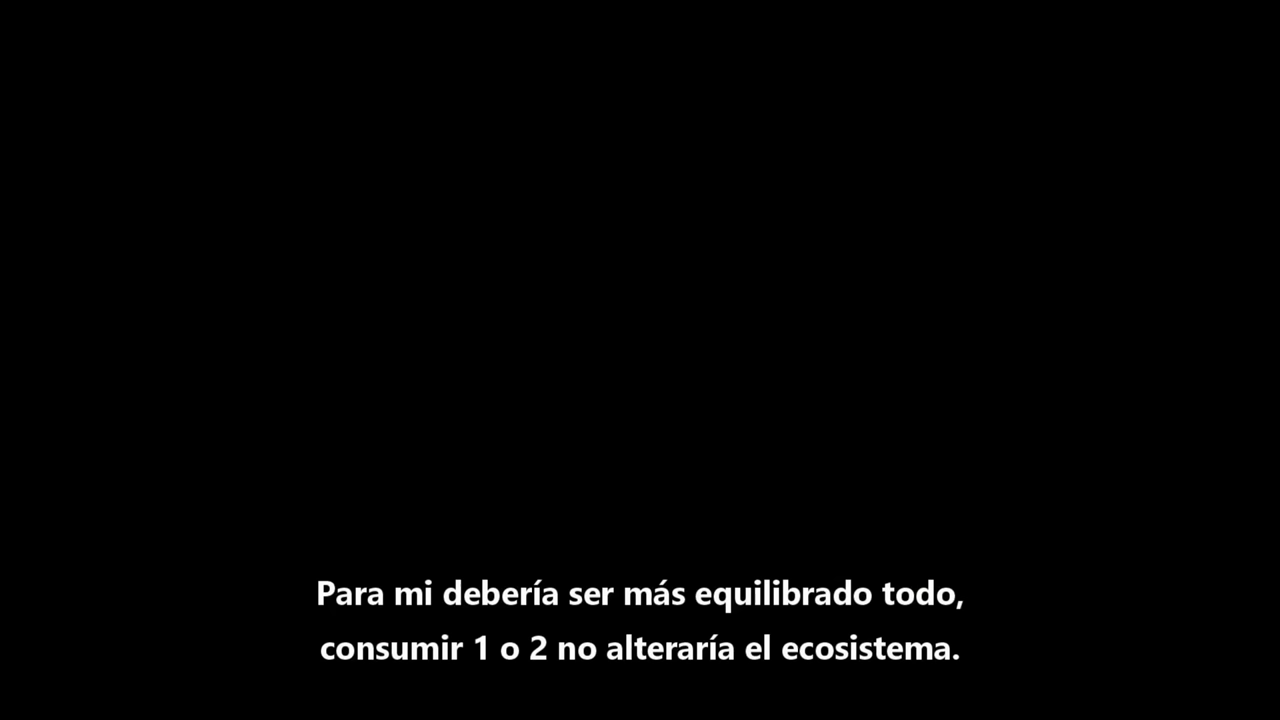 Para mi debería ser más equilibrado todo,
consumir 1 o 2 no alteraría el ecosistema.